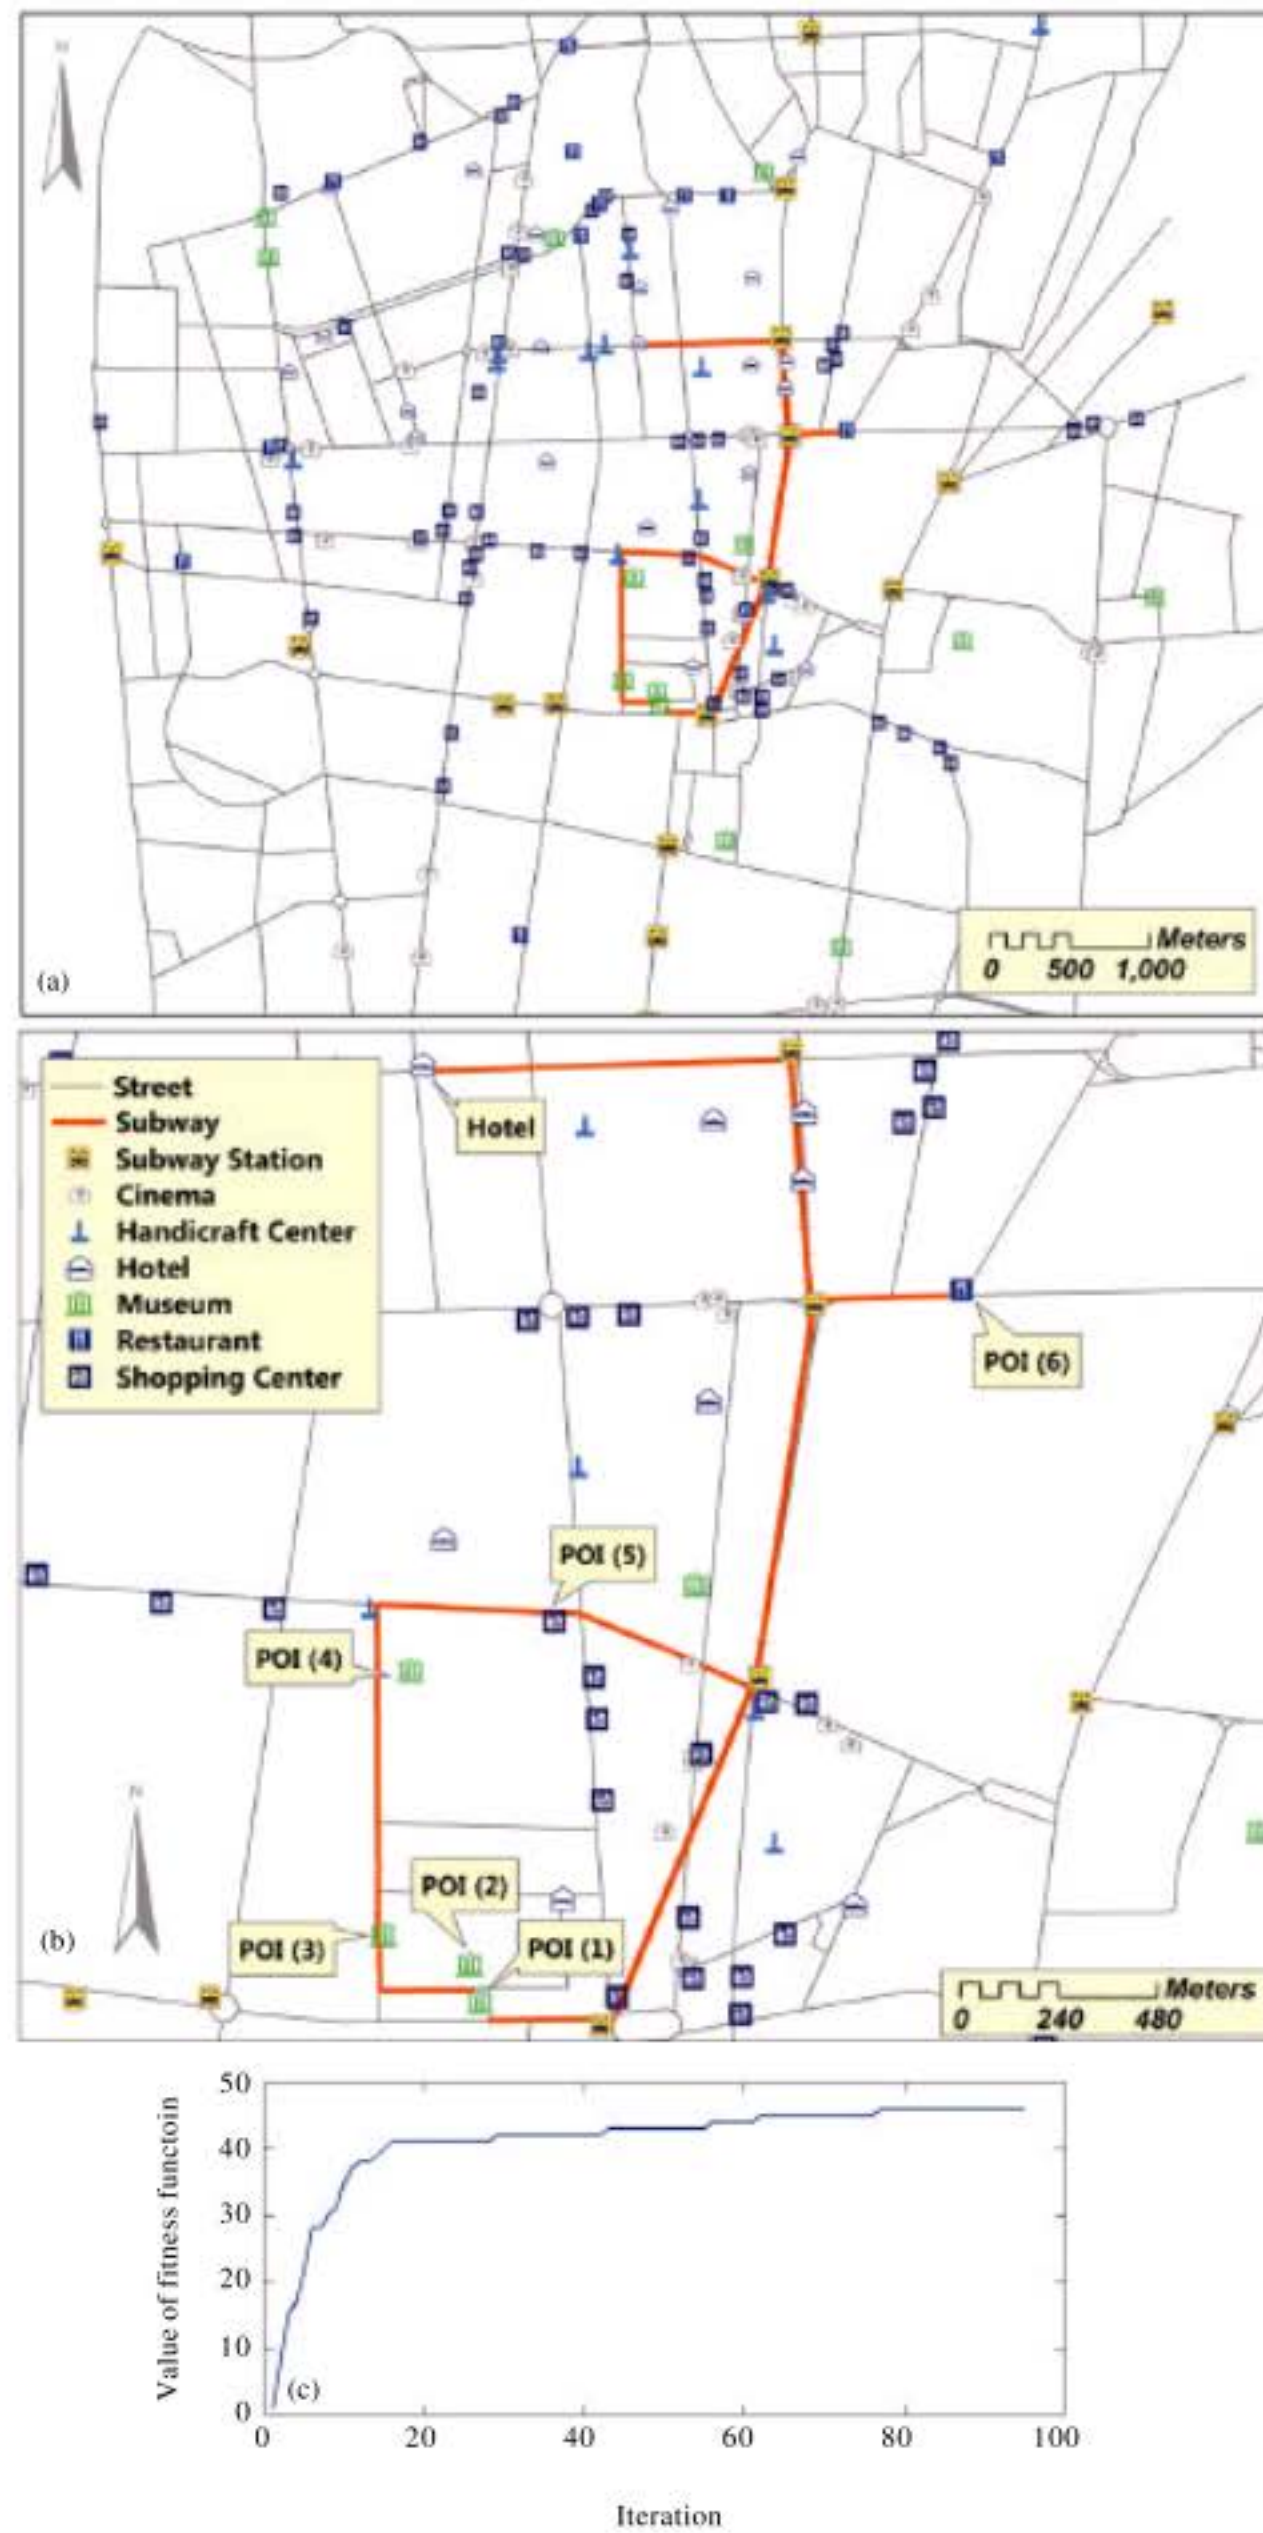 N
(a)
Meters
0 500 1,000
Street
Subway
Subway Station
Cinema
Handicraft Center
Hotel
Museum
Restaurant
Shopping Center
Hotel
POI (6)
POI (5)
POI (4)
POI (2)
POI (3)
POI (1)
N
(b)
Meters
0 240 480
Value of fitness functoin
50
40
30
20
10
0
(c)
0 20 40 60 80 100
Iteration